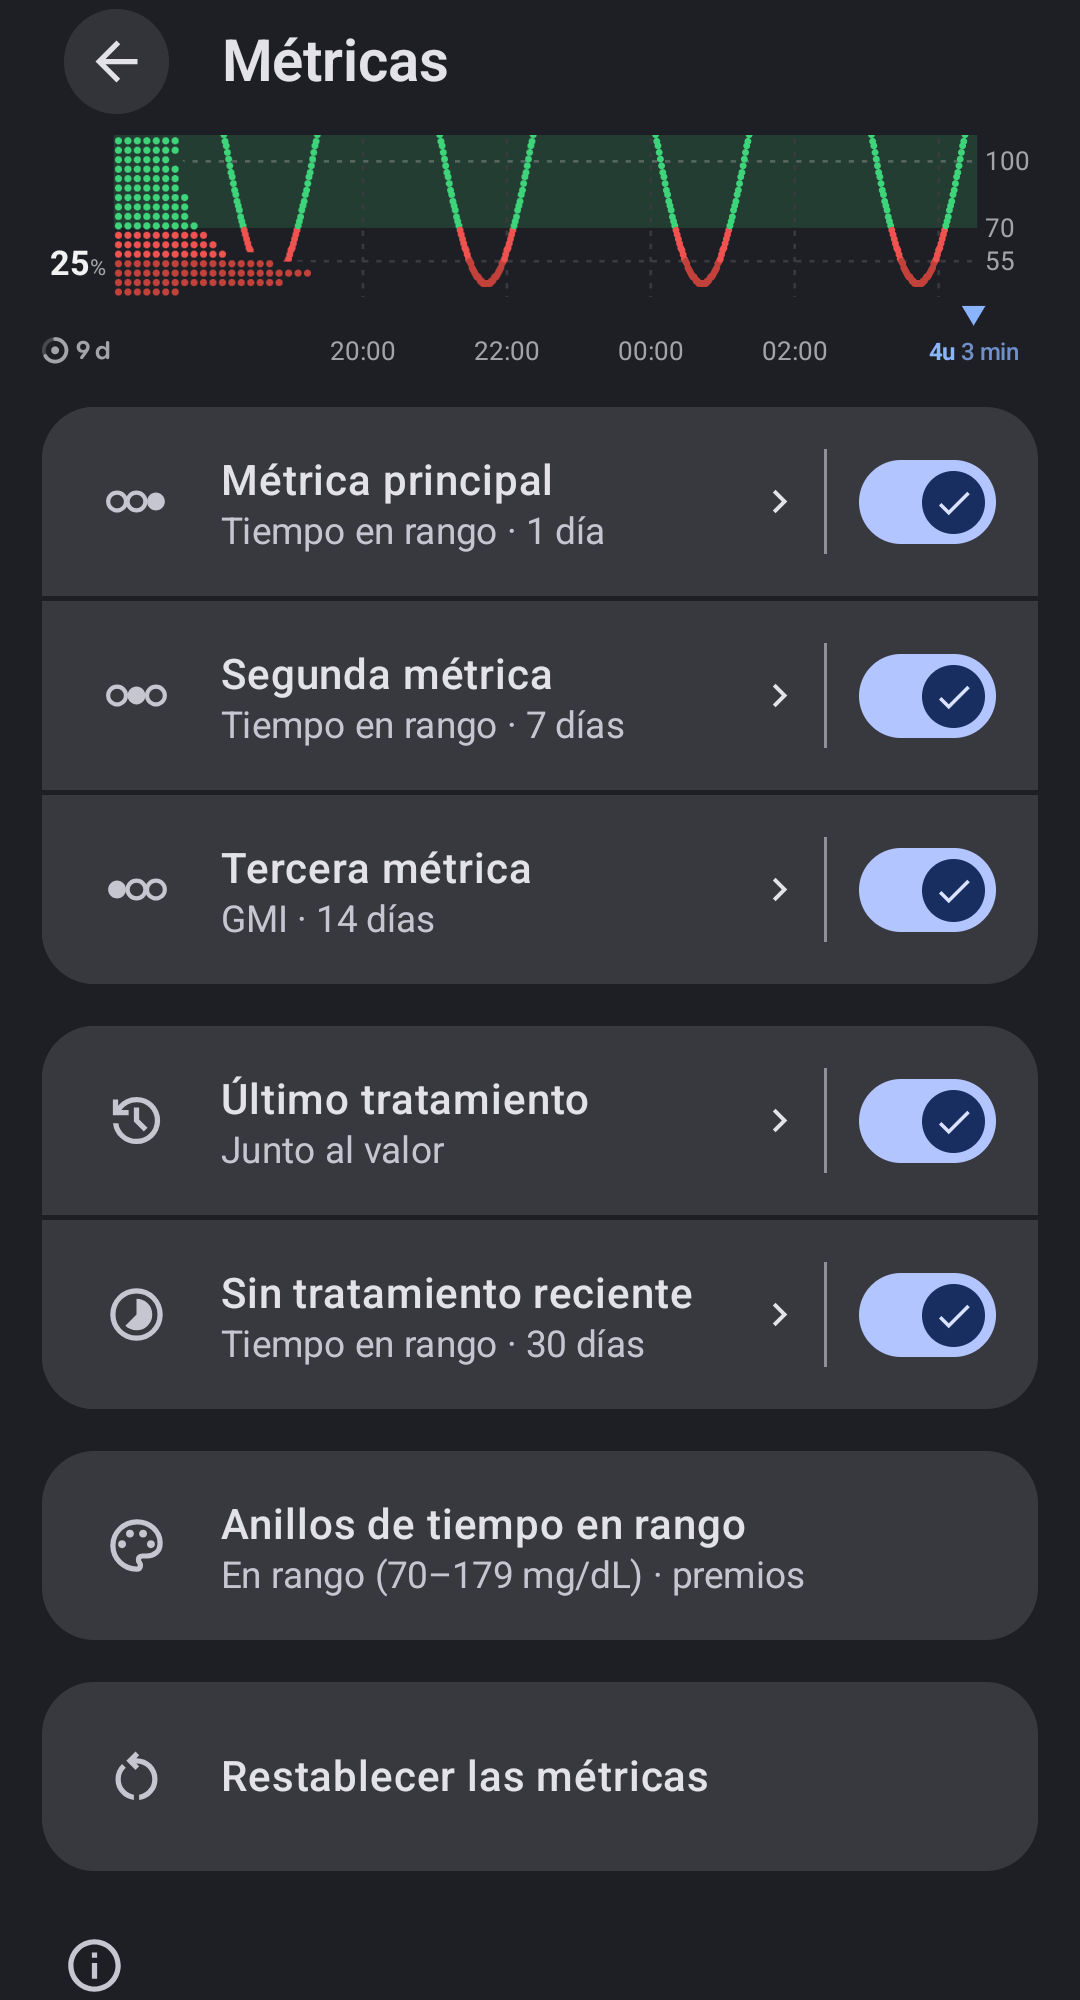 Métricas
100
70
55
25%
9 d
20:00
22:00
00:00
02:00
4u 3 min
Métrica principal
Tiempo en rango · 1 día
Segunda métrica
Tiempo en rango · 7 días
Tercera métrica
GMI · 14 días
Último tratamiento
Junto al valor
Sin tratamiento reciente
Tiempo en rango · 30 días
Anillos de tiempo en rango
En rango (70–179 mg/dL) · premios
Restablecer las métricas